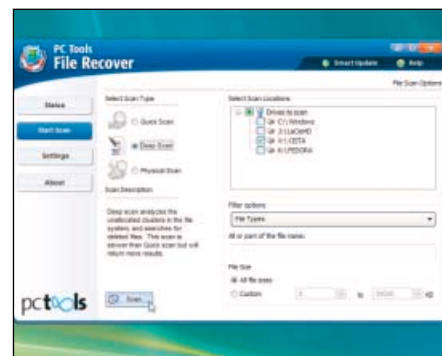 PC Tools
File Recover
Smart Update
Help
File Scan Options
Status
Start Scan
Settings
About
Select Scan Type
Quick Scan
Deep Scan
Physical Scan
Scan Description
Deep scan analyzes the
unallocated clusters in the file
system, and searches for
deleted files. This scan is
slower than Quick scan but will
return more results.
Scan
Select Scan Locations
Drives to scan
C:\ Windows
Filter options
File Types
All or part of the file name:
File Size
All file sizes
Custom
to
KB
pctools